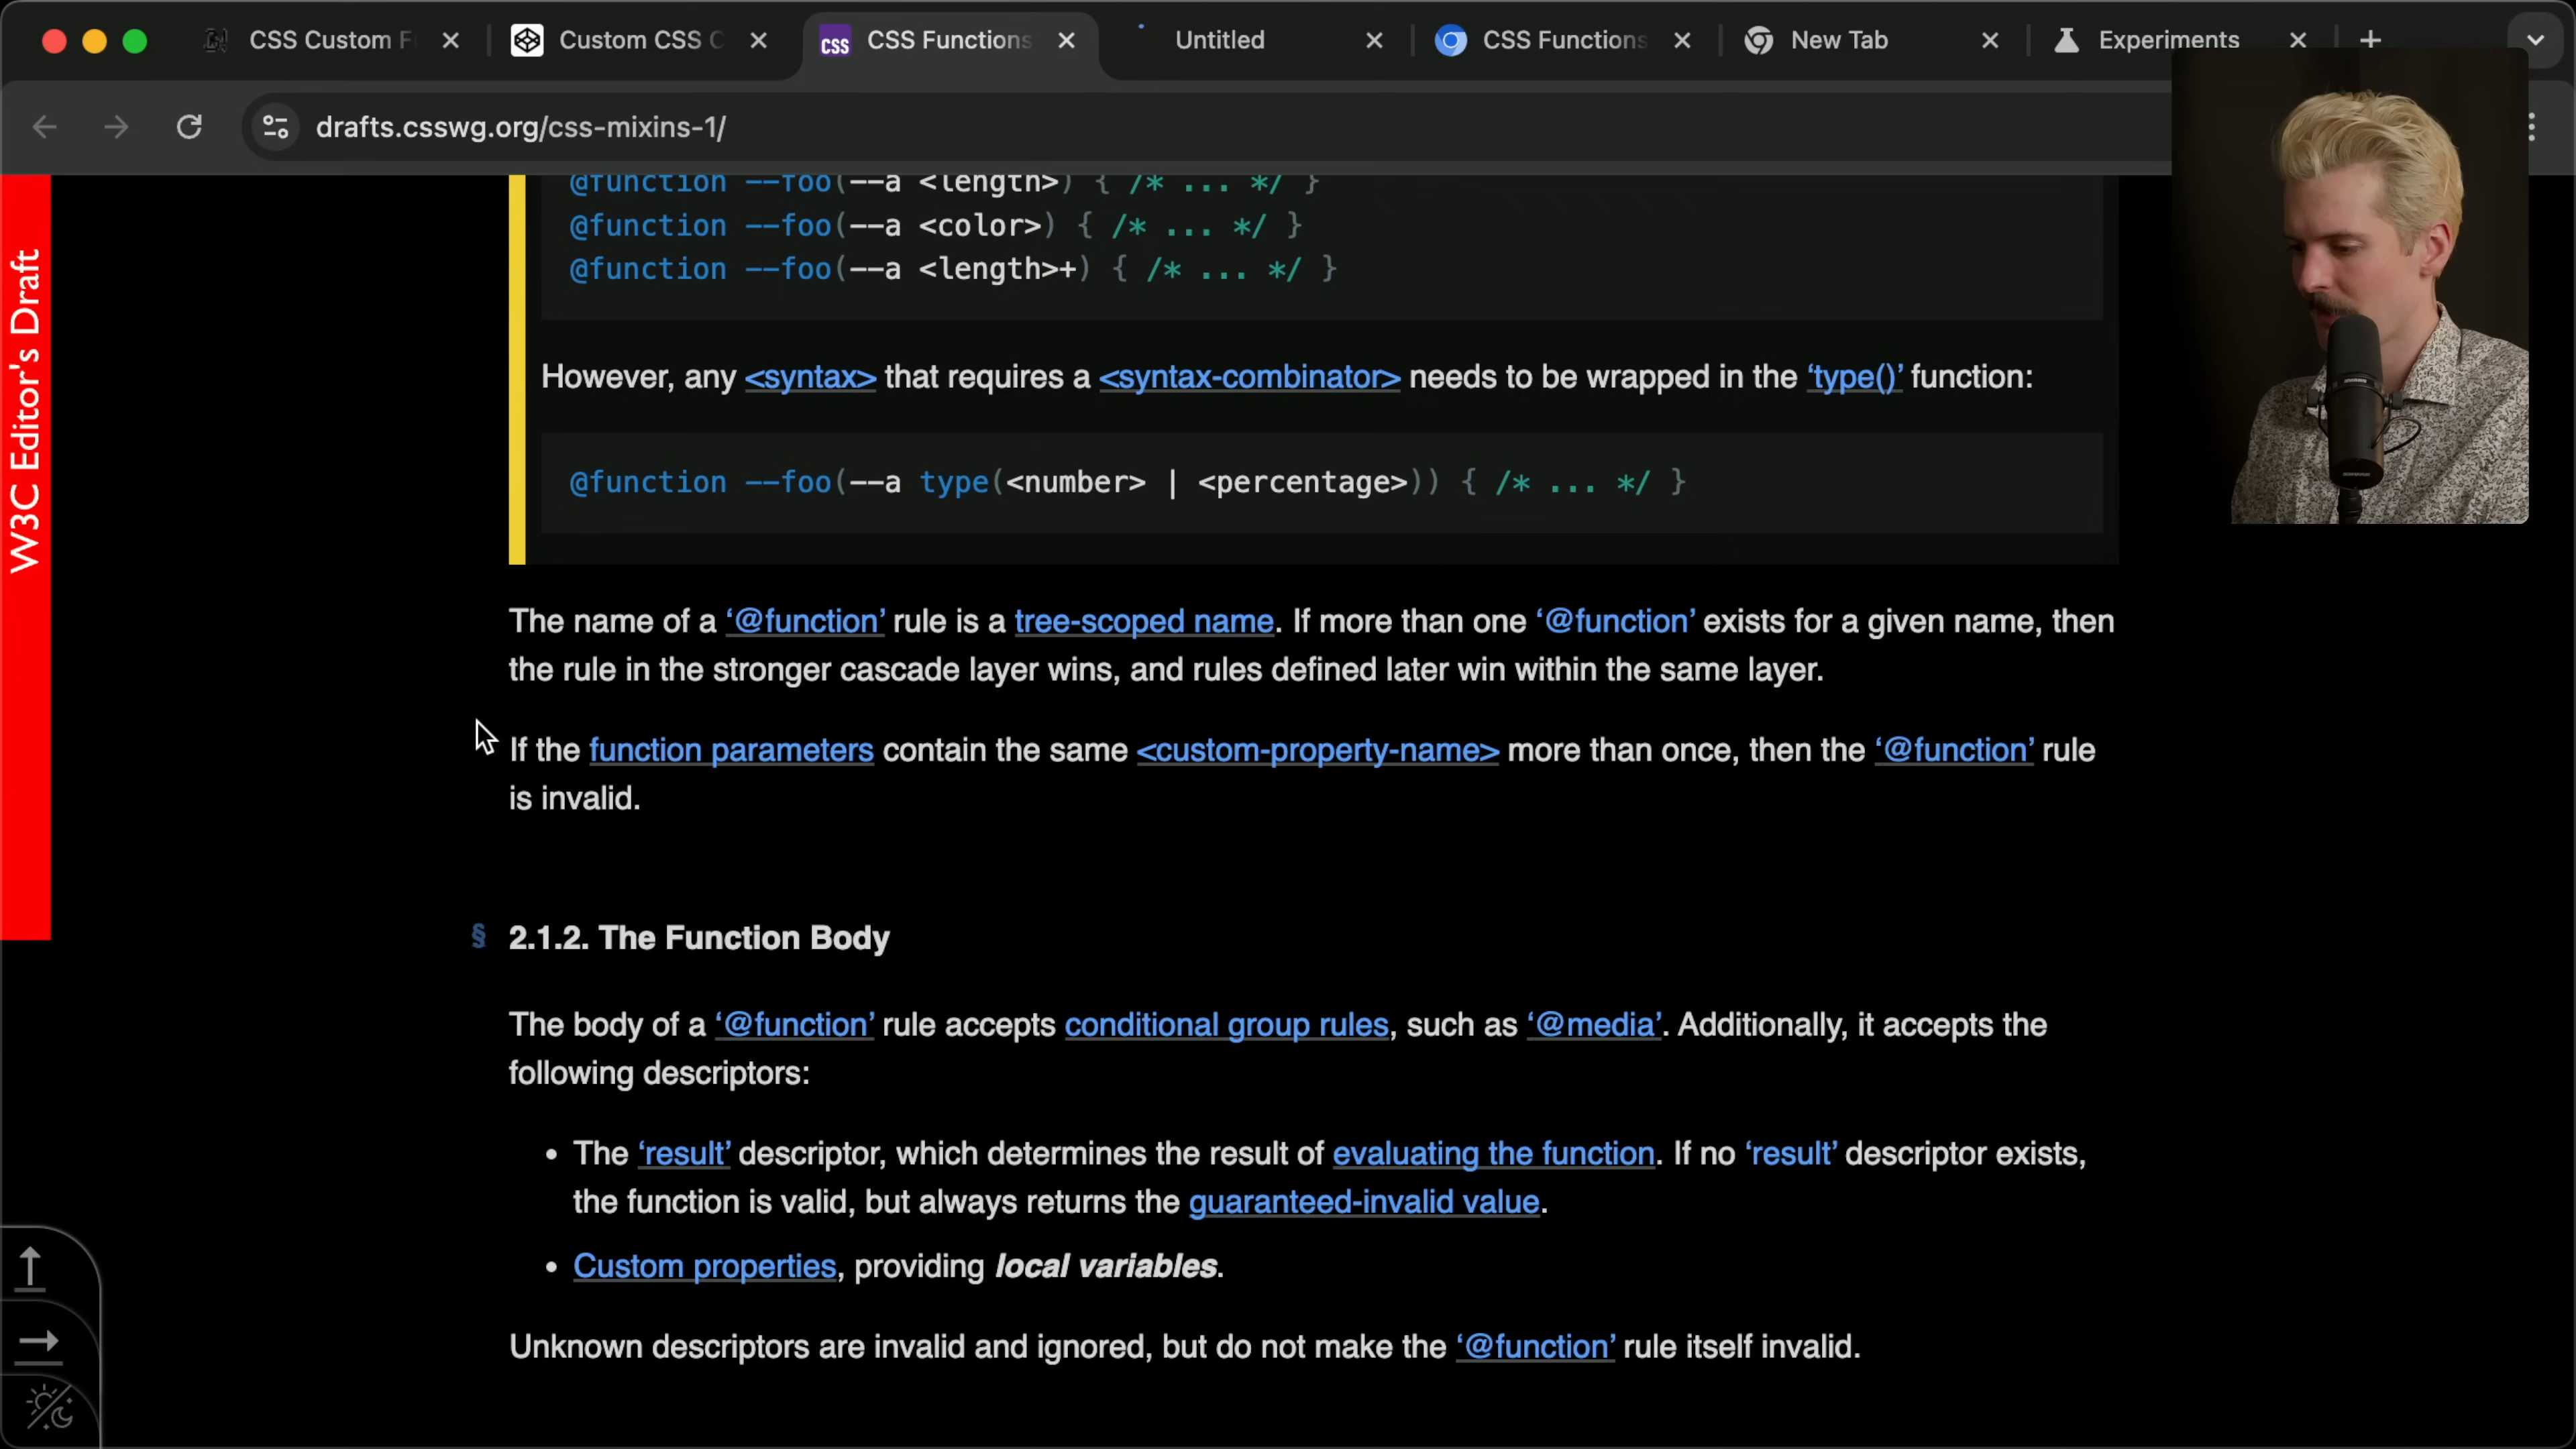 CSS Custom F
Custom CSS C
CSS Functions
Untitled
CSS Functions
New Tab
Experiments
drafts.csswg.org/css-mixins-1/
W3C Editor's Draft
@function --foo(--a <length>) { /* ... */ }
@function --foo(--a <color>) { /* ... */ }
@function --foo(--a <length>+) { /* ... */ }
However, any <syntax> that requires a <syntax-combinator> needs to be wrapped in the ‘type()’ function:
@function --foo(--a type(<number> | <percentage>)) { /* ... */ }
The name of a ‘@function’ rule is a tree-scoped name. If more than one ‘@function’ exists for a given name, then
the rule in the stronger cascade layer wins, and rules defined later win within the same layer.
If the function parameters contain the same <custom-property-name> more than once, then the ‘@function’ rule
is invalid.
§ 2.1.2. The Function Body
The body of a ‘@function’ rule accepts conditional group rules, such as ‘@media’. Additionally, it accepts the
following descriptors:
• The ‘result’ descriptor, which determines the result of evaluating the function. If no ‘result’ descriptor exists,
the function is valid, but always returns the guaranteed-invalid value.
• Custom properties, providing local variables.
Unknown descriptors are invalid and ignored, but do not make the ‘@function’ rule itself invalid.